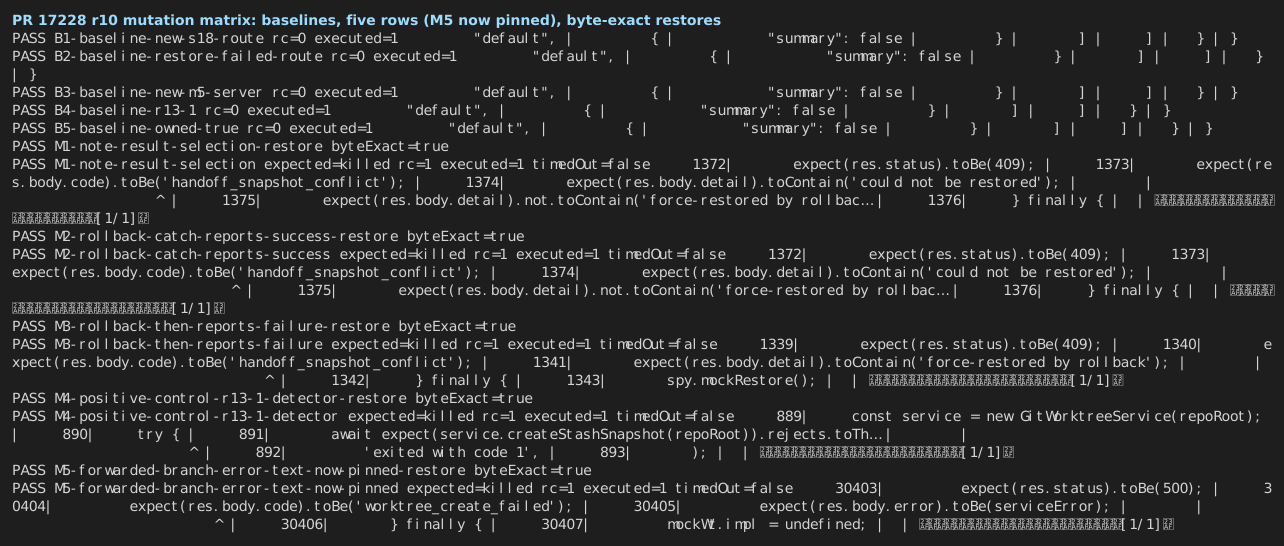 PR 17228 r10 mutation matrix: baselines, five rows (M5 now pinned), byte-exact restores
PASS B1-baseline-new-s18-route rc=0 executed=1 "default", | { | "summary": false | } | ] | ] | } | }
PASS B2-baseline-restore-failed-route rc=0 executed=1 "default", | { | "summary": false | } | ] | ] | }
| }
PASS B3-baseline-new-m5-server rc=0 executed=1 "default", | { | "summary": false | } | ] | ] | } | }
PASS B4-baseline-r13-1 rc=0 executed=1 "default", | { | "summary": false | } | ] | ] | } | }
PASS B5-baseline-owned-true rc=0 executed=1 "default", | { | "summary": false | } | ] | ] | } | }
PASS M1-note-result-selection-restore byteExact=true
PASS M1-note-result-selection expected=killed rc=1 executed=1 timedOut=false 1372| expect(res.status).toBe(409); | 1373| expect(re
s.body.code).toBe('handoff_snapshot_conflict'); | 1374| expect(res.body.detail).toContain('could not be restored'); | |
^ | 1375| expect(res.body.detail).not.toContain('force-restored by rollbac…| 1376| } finally { | |
[1/1]
PASS M2-rollback-catch-reports-success-restore byteExact=true
PASS M2-rollback-catch-reports-success expected=killed rc=1 executed=1 timedOut=false 1372| expect(res.status).toBe(409); | 1373|
expect(res.body.code).toBe('handoff_snapshot_conflict'); | 1374| expect(res.body.detail).toContain('could not be restored'); | |
^ | 1375| expect(res.body.detail).not.toContain('force-restored by rollbac…| 1376| } finally { | |
[1/1]
PASS M3-rollback-then-reports-failure-restore byteExact=true
PASS M3-rollback-then-reports-failure expected=killed rc=1 executed=1 timedOut=false 1339| expect(res.status).toBe(409); | 1340| e
xpect(res.body.code).toBe('handoff_snapshot_conflict'); | 1341| expect(res.body.detail).toContain('force-restored by rollback'); | |
^ | 1342| } finally { | 1343| spy.mockRestore(); | | [1/1]
PASS M4-positive-control-r13-1-detector-restore byteExact=true
PASS M4-positive-control-r13-1-detector expected=killed rc=1 executed=1 timedOut=false 889| const service = new GitWorktreeService(repoRoot);
| 890| try { | 891| await expect(service.createStashSnapshot(repoRoot)).rejects.toTh…| |
^ | 892| 'exited with code 1', | 893| ); | | [1/1]
PASS M5-forwarded-branch-error-text-now-pinned-restore byteExact=true
PASS M5-forwarded-branch-error-text-now-pinned expected=killed rc=1 executed=1 timedOut=false 30403| expect(res.status).toBe(500); | 3
0404| expect(res.body.code).toBe('worktree_create_failed'); | 30405| expect(res.body.error).toBe(serviceError); | |
^ | 30406| } finally { | 30407| mockWt.impl = undefined; | | [1/1]